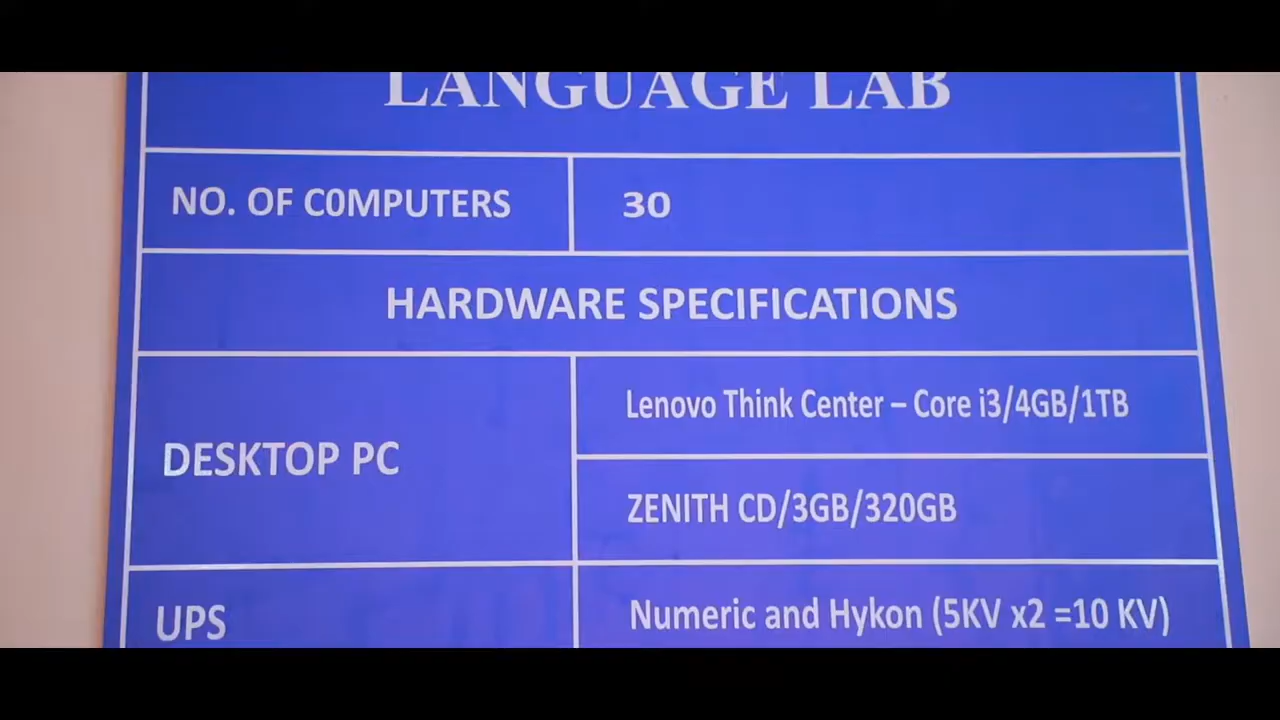 LANGUAGE LAB
NO. OF C0MPUTERS 30
HARDWARE SPECIFICATIONS
DESKTOP PC
Lenovo Think Center – Core i3/4GB/1TB
ZENITH CD/3GB/320GB
UPS Numeric and Hykon (5KV x2 =10 KV)